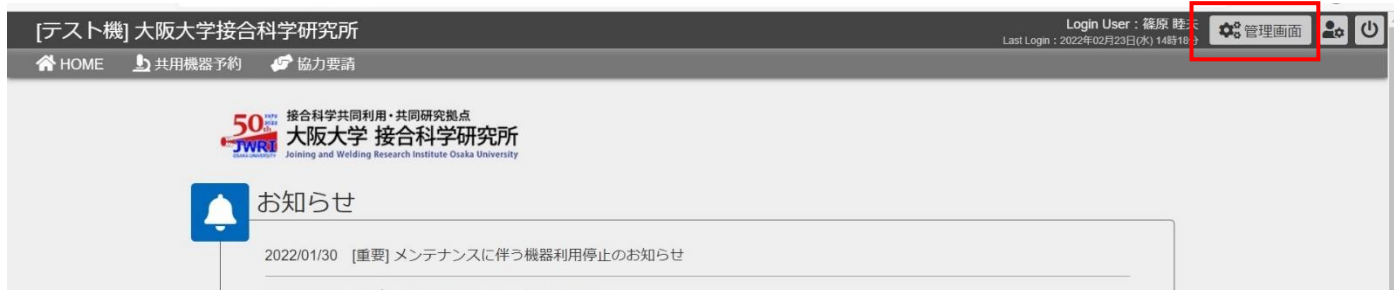 [テスト機] 大阪大学接合科学研究所
Login User：篠原 睦夫
Last Login：2022年02月23日(水) 14時18分
管理画面
HOME 共用機器予約 協力要請
50th
JWRI
OSAKA UNIVERSITY
接合科学共同利用・共同研究拠点
大阪大学 接合科学研究所
Joining and Welding Research Institute Osaka University
お知らせ
2022/01/30 [重要] メンテナンスに伴う機器利用停止のお知らせ